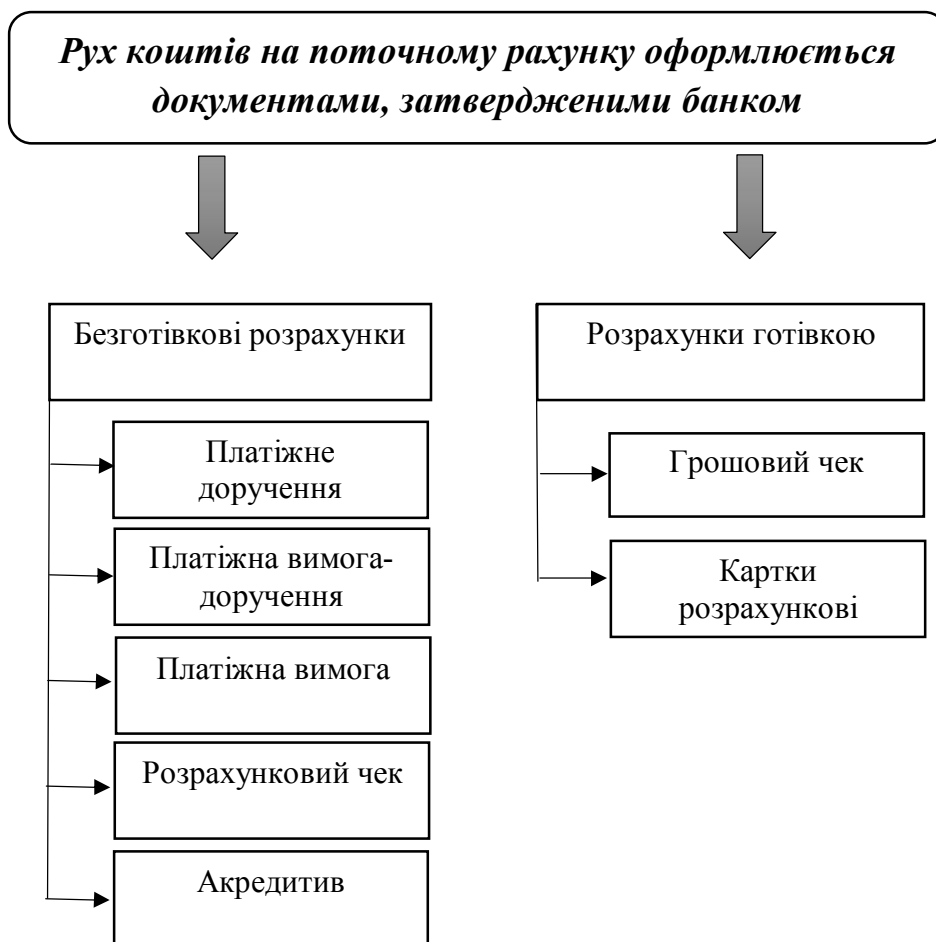 Рух коштів на поточному рахунку оформлюється
документами, затвердженими банком
Безготівкові розрахунки
Платіжне
доручення
Платіжна вимога-
доручення
Платіжна вимога
Розрахунковий чек
Акредитив
Розрахунки готівкою
Грошовий чек
Картки
розрахункові